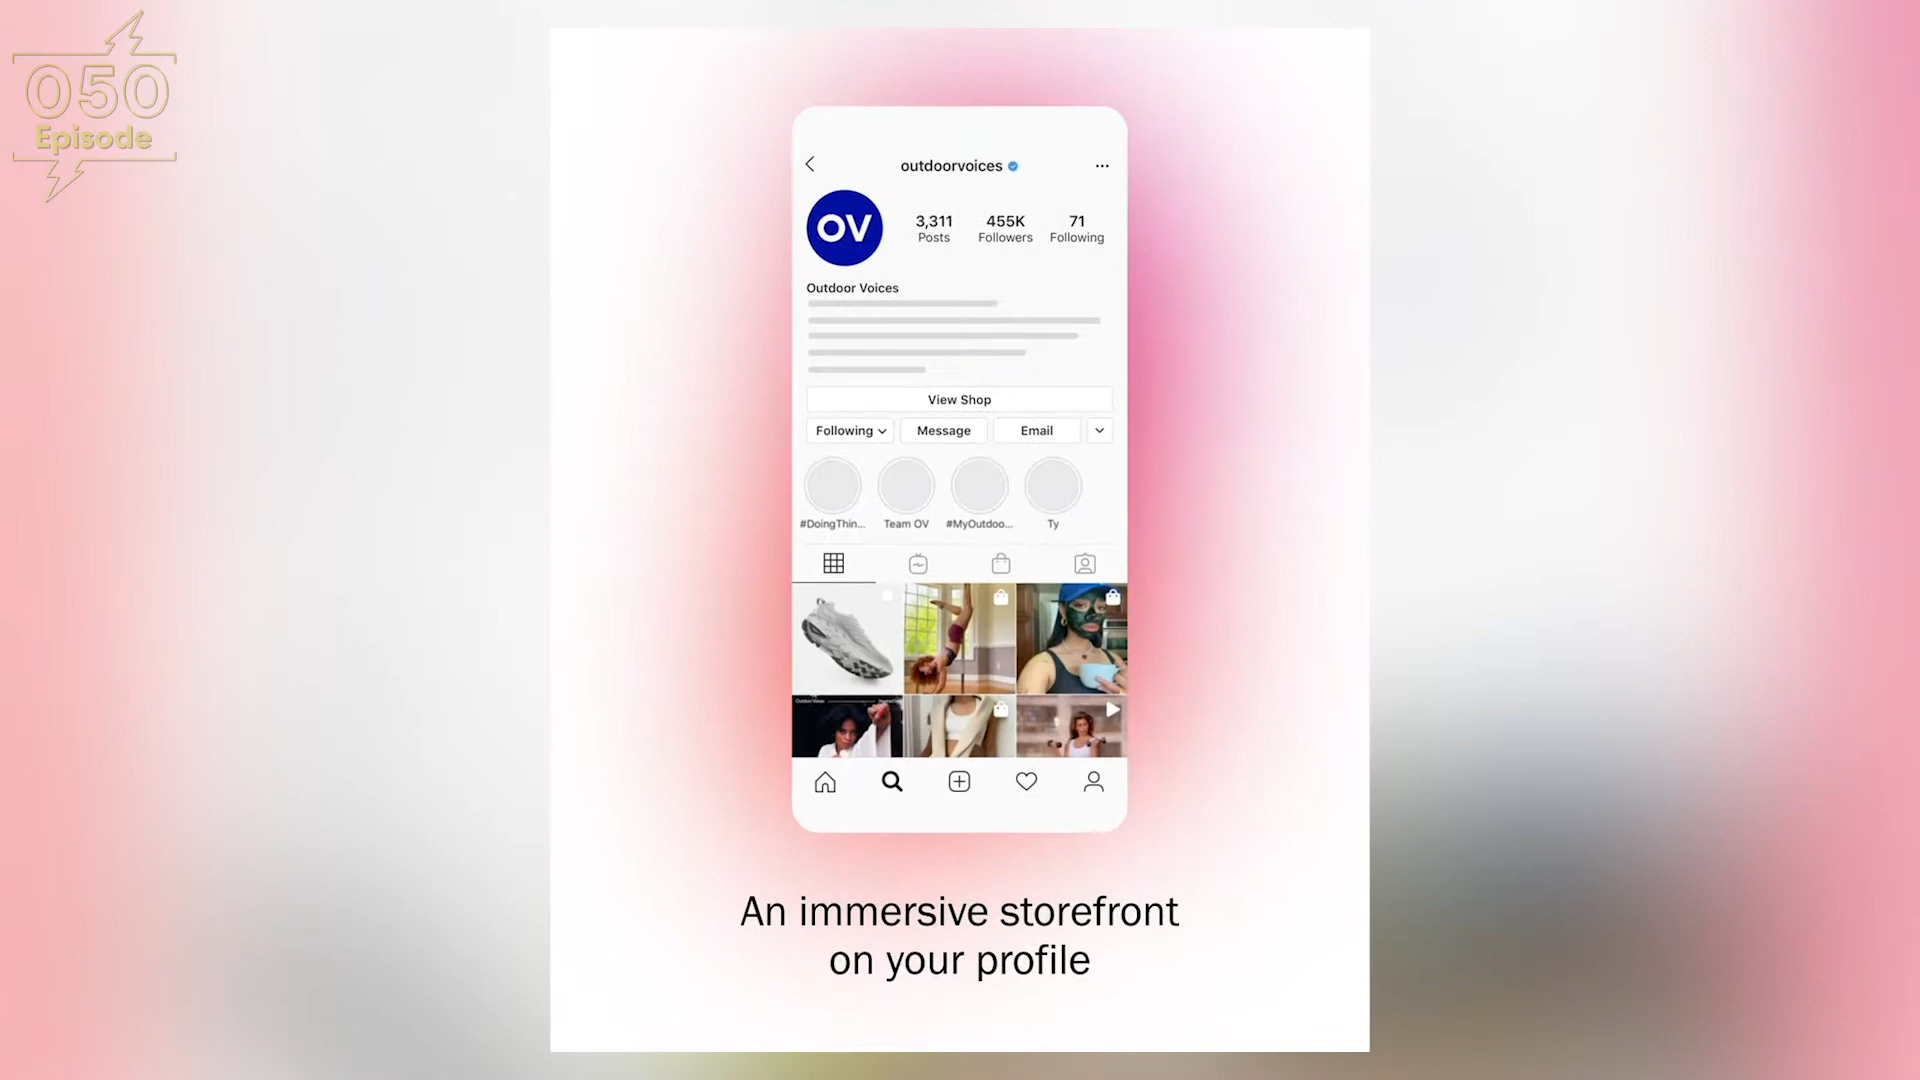 050
Episode
outdoorvoices
OV
3,311
Posts
455K
Followers
71
Following
Outdoor Voices
View Shop
Following
Message
Email
#DoingThin...
Team OV
#MyOutdoo...
Ty
An immersive storefront
on your profile